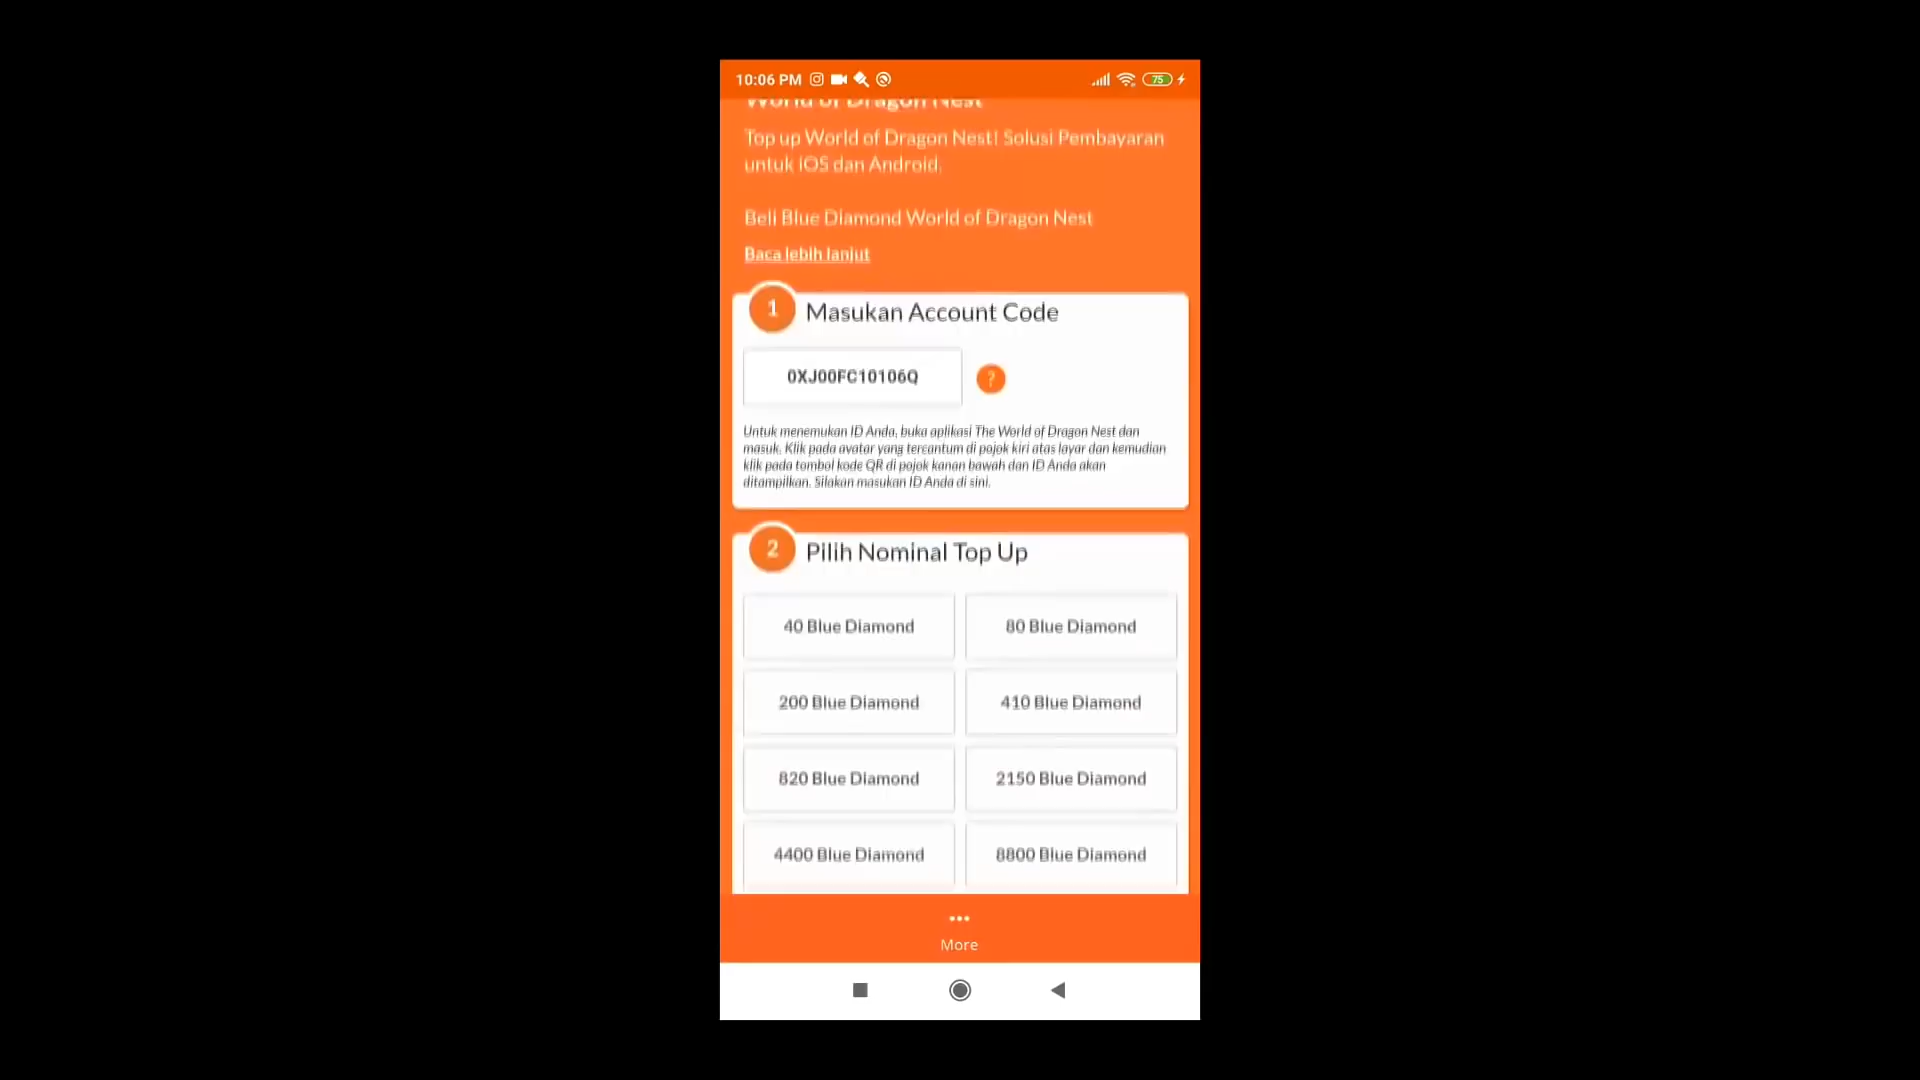 10:06 PM
75
World of Dragon Nest
Top up World of Dragon Nest! Solusi Pembayaran
untuk iOS dan Android.
Beli Blue Diamond World of Dragon Nest
Baca lebih lanjut
1
Masukan Account Code
0XJ00FC10106Q
?
Untuk menemukan ID Anda, buka aplikasi The World of Dragon Nest dan
masuk. Klik pada avatar yang tercantum di pojok kiri atas layar dan kemudian
klik pada tombol kode QR di pojok kanan bawah dan ID Anda akan
ditampilkan. Silakan masukan ID Anda di sini.
2
Pilih Nominal Top Up
40 Blue Diamond
80 Blue Diamond
200 Blue Diamond
410 Blue Diamond
820 Blue Diamond
2150 Blue Diamond
4400 Blue Diamond
8800 Blue Diamond
More